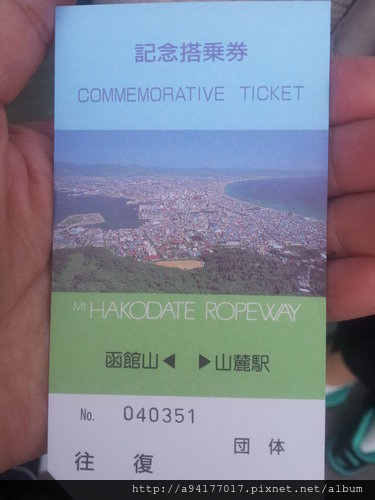 記念搭乗券
COMMEMORATIVE TICKET
Mt HAKODATE ROPEWAY
函館山◀ ▶山麓駅
No. 040351
団体
往復
http://a94177017.pixnet.net/album